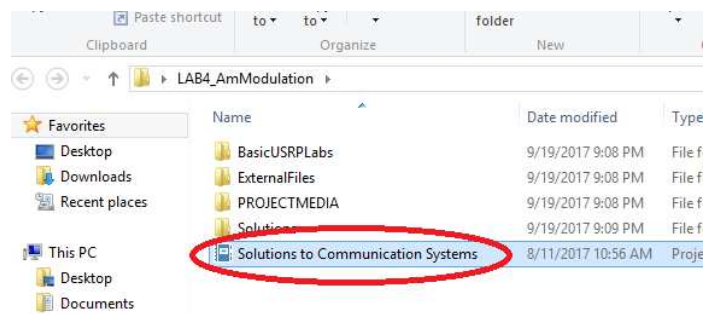 Paste shortcut to to folder
Clipboard Organize New
LAB4_AmModulation
Favorites Name Date modified Type
Desktop BasicUSRPLabs 9/19/2017 9:08 PM File f
Downloads ExternalFiles 9/19/2017 9:08 PM File f
Recent places PROJECTMEDIA 9/19/2017 9:08 PM File f
Solutions 9/19/2017 9:09 PM File f
This PC Solutions to Communication Systems 8/11/2017 10:56 AM Proje
Desktop
Documents